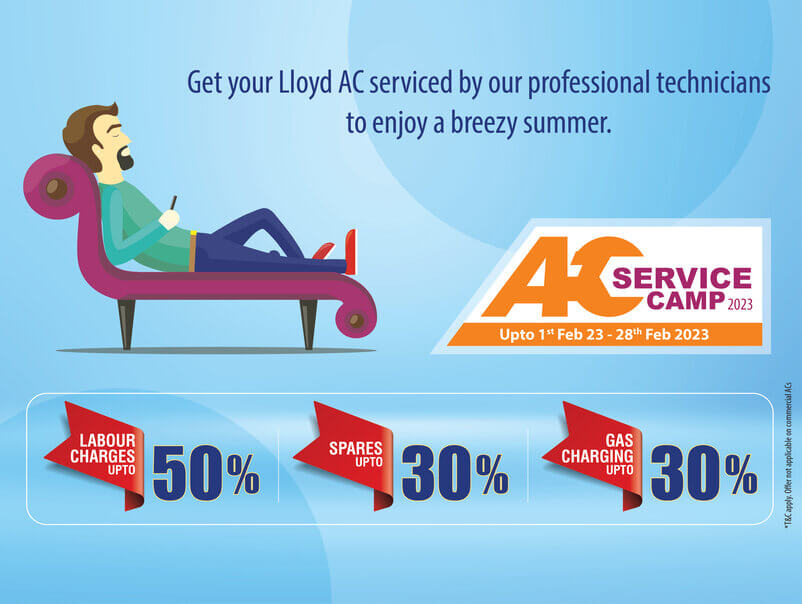 Get your Lloyd AC serviced by our professional technicians
to enjoy a breezy summer.
AC SERVICE
CAMP 2023
Upto 1st Feb 23 - 28th Feb 2023
LABOUR
CHARGES
UPTO
50%
SPARES
UPTO
30%
GAS
CHARGING
UPTO
30%
*T&C apply. Offer not applicable on commercial ACs